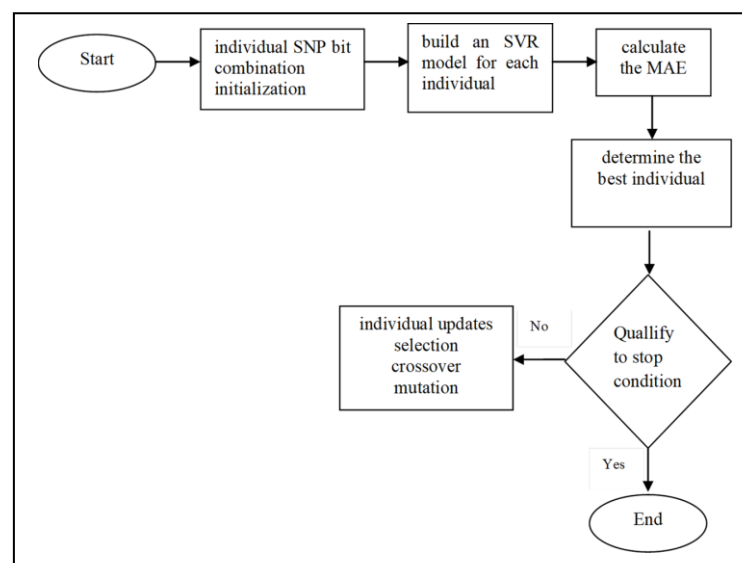 Start
individual SNP bit
combination
initialization
build an SVR
model for each
individual
calculate
the MAE
determine the
best individual
Quallify
to stop
condition
No
individual updates
selection
crossover
mutation
Yes
End